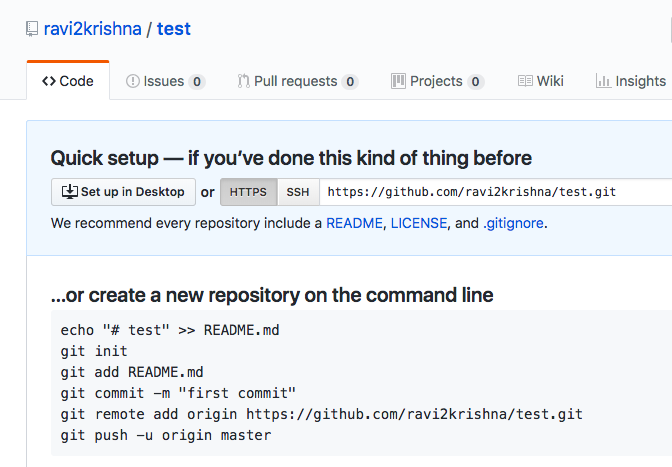 ravi2krishna / test
Code Issues 0 Pull requests 0 Projects 0 Wiki Insights
Quick setup — if you’ve done this kind of thing before
Set up in Desktop or HTTPS SSH https://github.com/ravi2krishna/test.git
We recommend every repository include a README, LICENSE, and .gitignore.
…or create a new repository on the command line
echo "# test" >> README.md
git init
git add README.md
git commit -m "first commit"
git remote add origin https://github.com/ravi2krishna/test.git
git push -u origin master